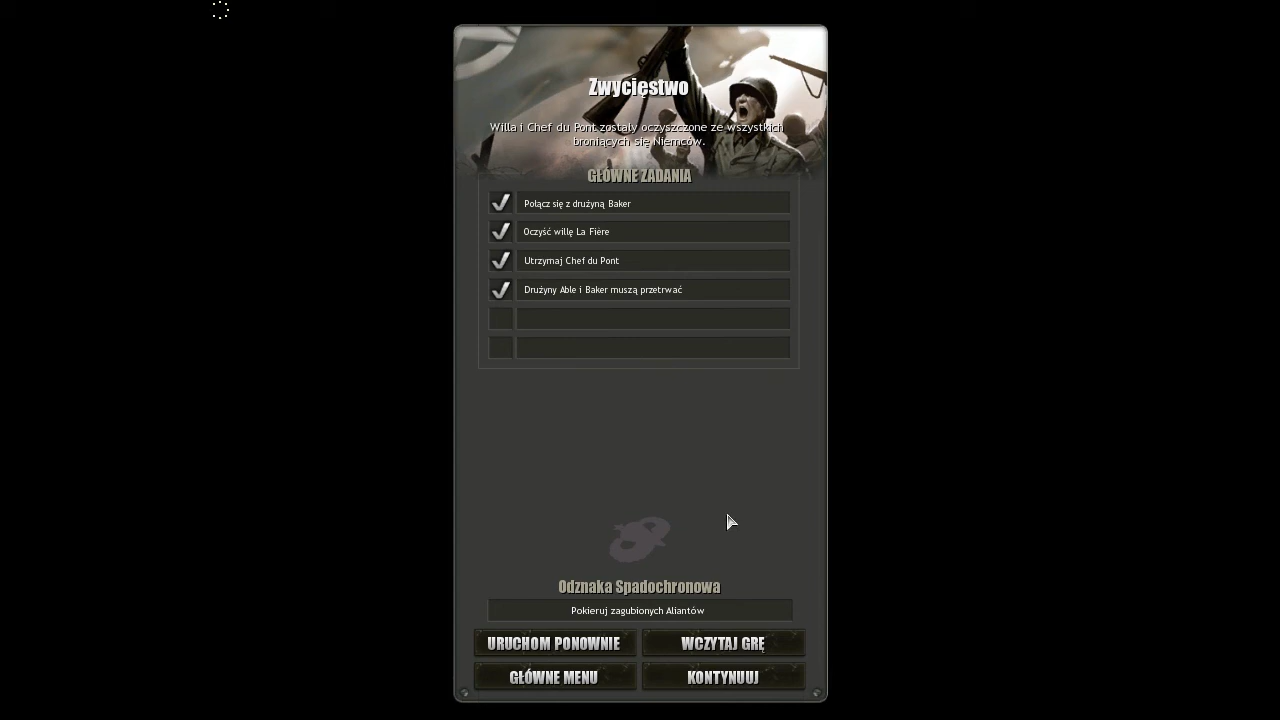 Zwycięstwo
Willa i Chef du Pont zostały oczyszczone ze wszystkich
broniących się Niemców.
GŁÓWNE ZADANIA
Połącz się z drużyną Baker
Oczyść willę La Fiére
Utrzymaj Chef du Pont
Drużyny Able i Baker muszą przetrwać
Odznaka Spadochronowa
Pokieruj zagubionych Aliantów
URUCHOM PONOWNIE
WCZYTAJ GRĘ
GŁÓWNE MENU
KONTYNUUJ